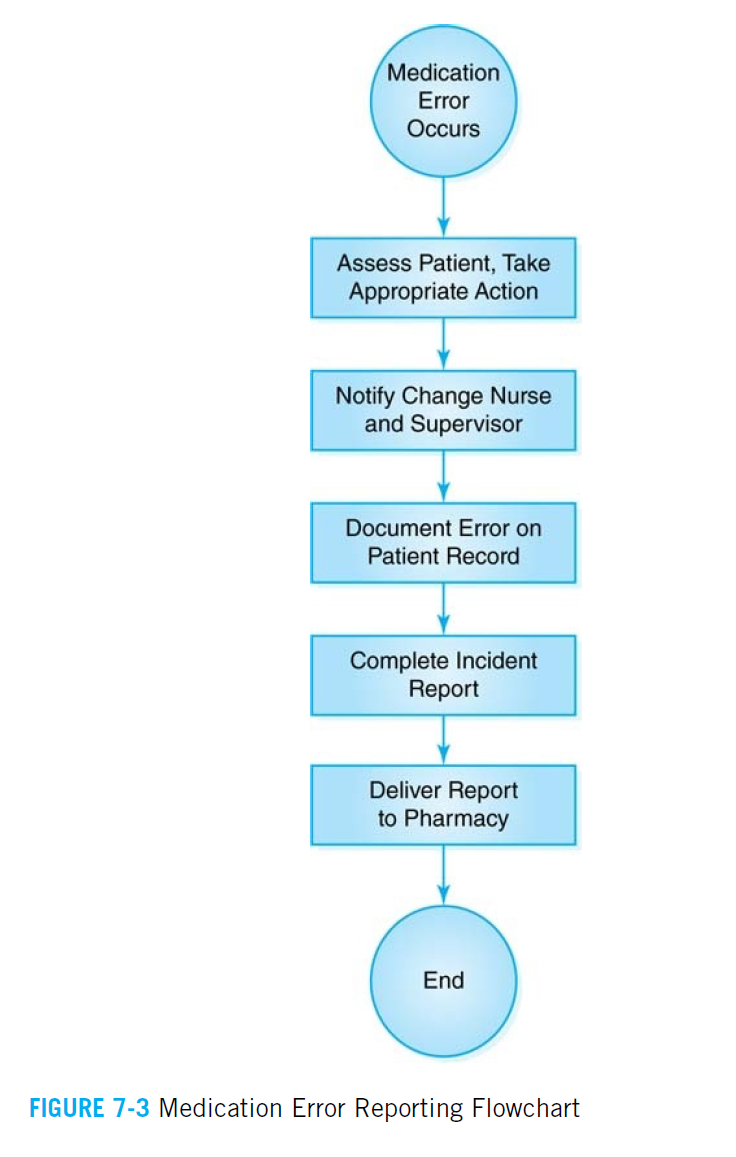 Medication
Error
Occurs
Assess Patient, Take
Appropriate Action
Notify Change Nurse
and Supervisor
Document Error on
Patient Record
Complete Incident
Report
Deliver Report
to Pharmacy
End
FIGURE 7-3 Medication Error Reporting Flowchart